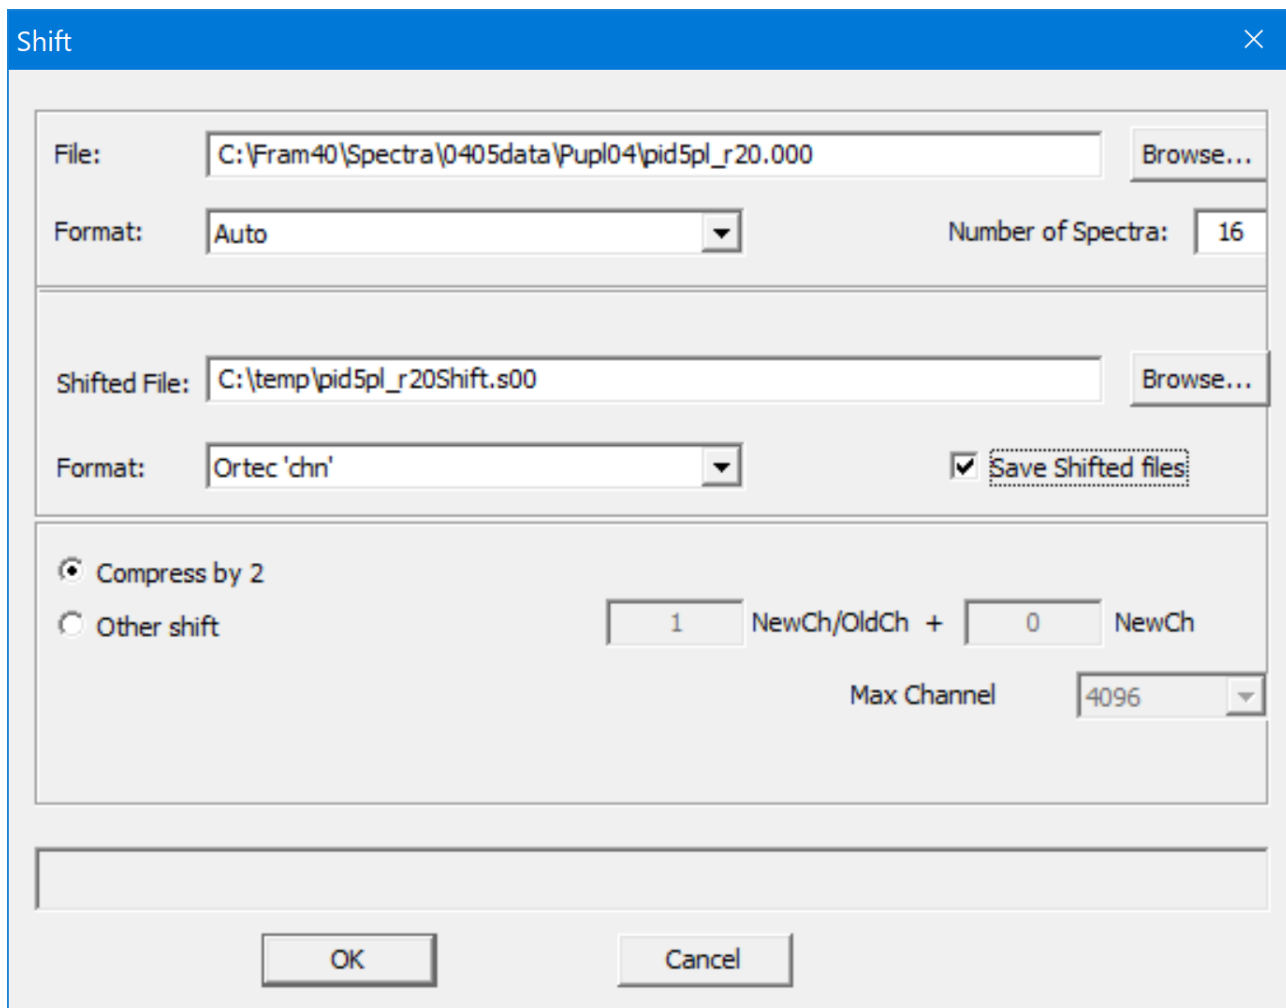 Shift
File: C:\Fram40\Spectra\0405data\Pupl04\pid5pl_r20.000 Browse...
Format: Auto Number of Spectra: 16
Shifted File: C:\temp\pid5pl_r20Shift.s00 Browse...
Format: Ortec 'chn' Save Shifted files
Compress by 2
Other shift 1 NewCh/OldCh + 0 NewCh
Max Channel 4096
OK Cancel